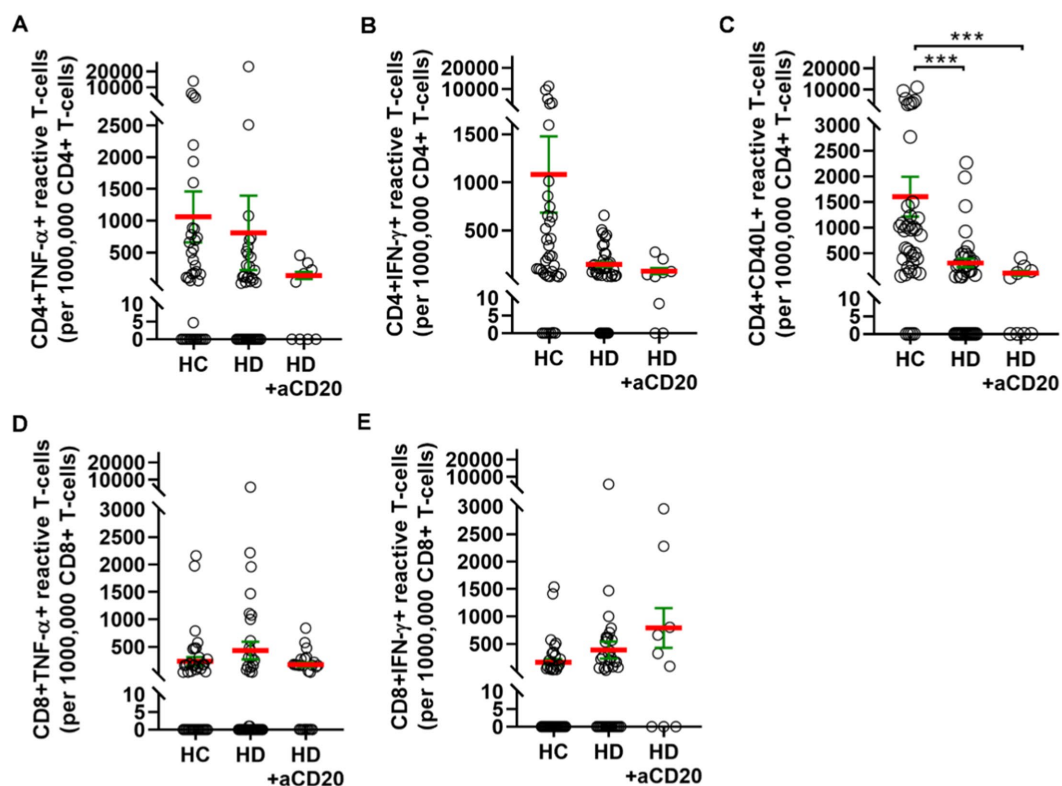 A
CD4+TNF-α+ reactive T-cells
(per 1000,000 CD4+ T-cells)
20000
10000
2500
2000
1500
1000
500
10
5
0
HC
HD
HD
+aCD20
B
CD4+IFN-γ+ reactive T-cells
(per 1000,000 CD4+ T-cells)
20000
10000
1500
1000
500
10
5
0
HC
HD
HD
+aCD20
C
CD4+CD40L+ reactive T-cells
(per 1000,000 CD4+ T-cells)
***
***
20000
10000
3000
2500
2000
1500
1000
500
10
5
0
HC
HD
HD
+aCD20
D
CD8+TNF-α+ reactive T-cells
(per 1000,000 CD8+ T-cells)
20000
10000
3000
2500
2000
1500
1000
500
10
5
0
HC
HD
HD
+aCD20
E
CD8+IFN-γ+ reactive T-cells
(per 1000,000 CD8+ T-cells)
20000
10000
3000
2500
2000
1500
1000
500
10
5
0
HC
HD
HD
+aCD20